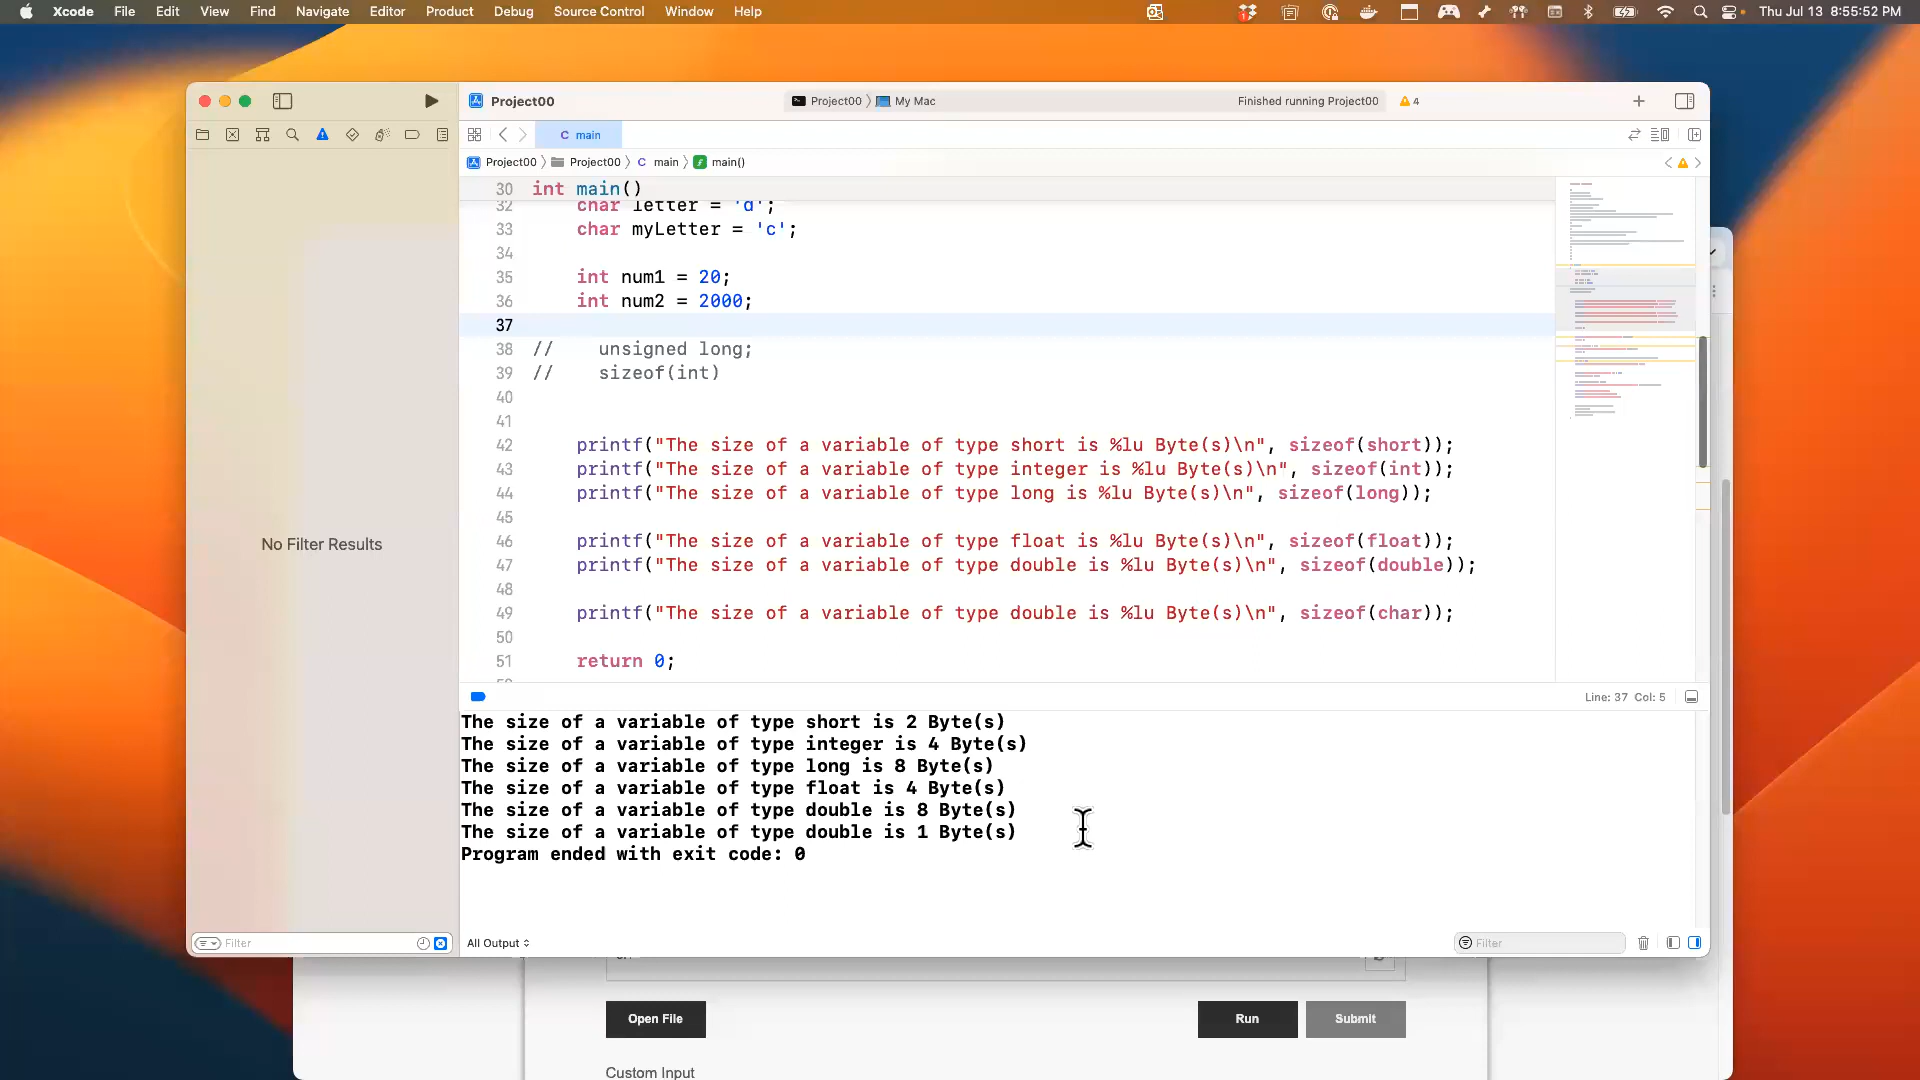 Xcode File Edit View Find Navigate Editor Product Debug Source Control Window Help
Thu Jul 13 8:55:52 PM
Project00
Project00 My Mac
Finished running Project00
4
C main
Project00 Project00 C main main()
30 int main()
32 char letter = 'd';
33 char myLetter = 'c';
34
35 int num1 = 20;
36 int num2 = 2000;
37
38 // unsigned long;
39 // sizeof(int)
40
41
42 printf("The size of a variable of type short is %lu Byte(s)\n", sizeof(short));
43 printf("The size of a variable of type integer is %lu Byte(s)\n", sizeof(int));
44 printf("The size of a variable of type long is %lu Byte(s)\n", sizeof(long));
45
46 printf("The size of a variable of type float is %lu Byte(s)\n", sizeof(float));
47 printf("The size of a variable of type double is %lu Byte(s)\n", sizeof(double));
48
49 printf("The size of a variable of type double is %lu Byte(s)\n", sizeof(char));
50
51 return 0;
No Filter Results
Line: 37 Col: 5
The size of a variable of type short is 2 Byte(s)
The size of a variable of type integer is 4 Byte(s)
The size of a variable of type long is 8 Byte(s)
The size of a variable of type float is 4 Byte(s)
The size of a variable of type double is 8 Byte(s)
The size of a variable of type double is 1 Byte(s)
Program ended with exit code: 0
Filter
All Output
Filter
Open File
Run
Submit
Custom Input